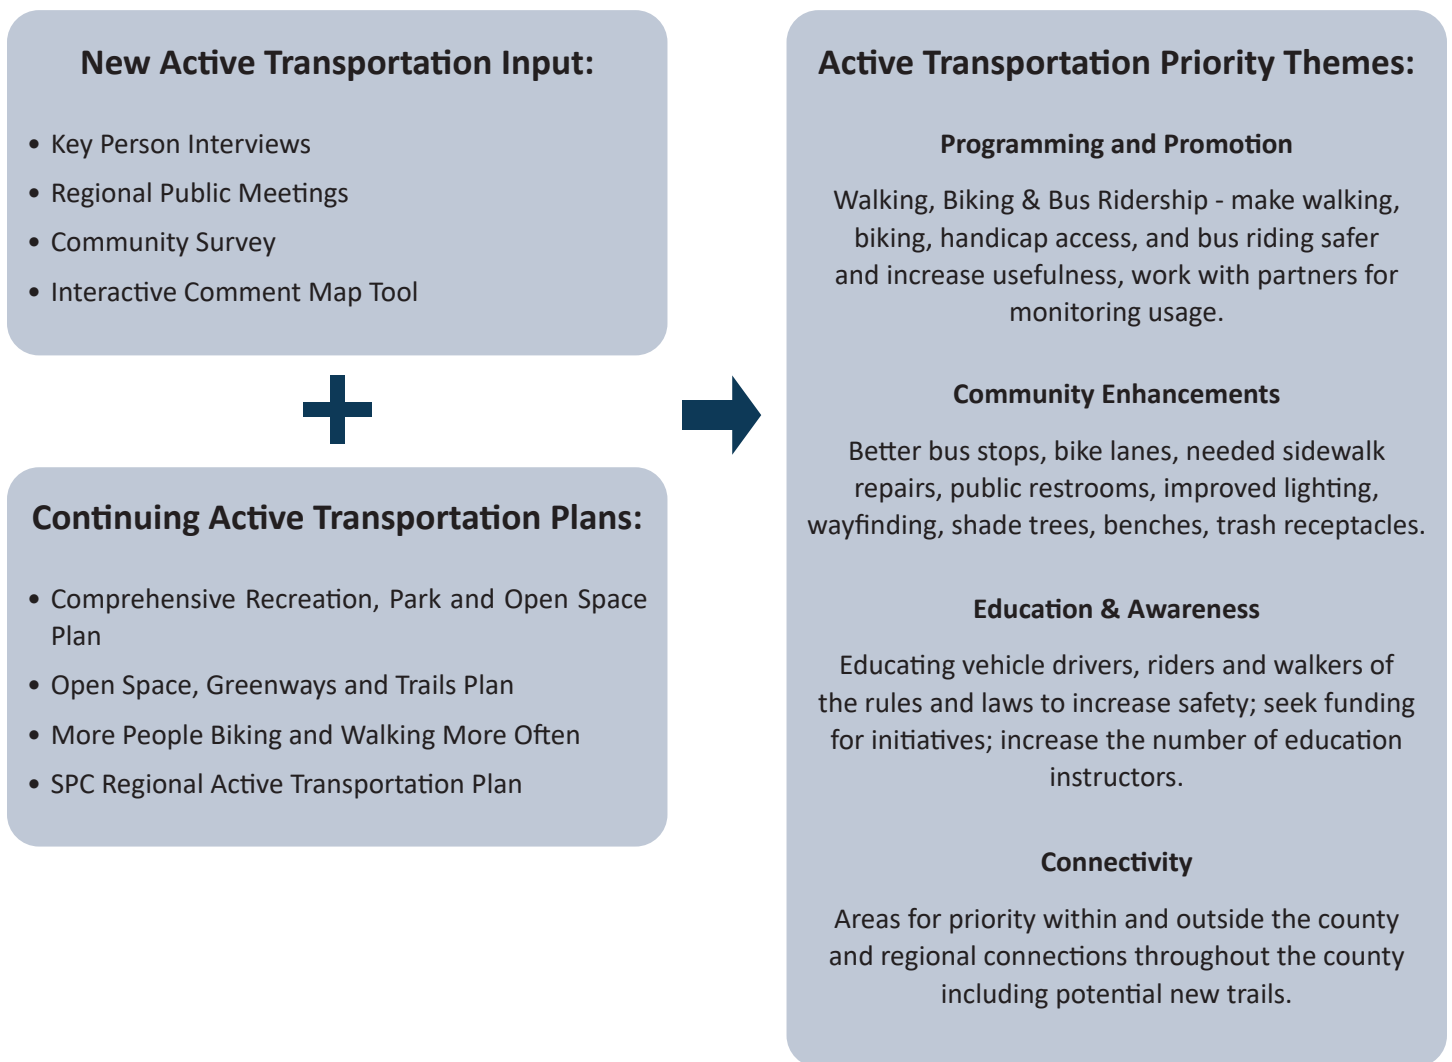 New Active Transportation Input:
• Key Person Interviews
• Regional Public Meetings
• Community Survey
• Interactive Comment Map Tool
Continuing Active Transportation Plans:
• Comprehensive Recreation, Park and Open Space
Plan
• Open Space, Greenways and Trails Plan
• More People Biking and Walking More Often
• SPC Regional Active Transportation Plan
Active Transportation Priority Themes:
Programming and Promotion
Walking, Biking & Bus Ridership - make walking,
biking, handicap access, and bus riding safer
and increase usefulness, work with partners for
monitoring usage.
Community Enhancements
Better bus stops, bike lanes, needed sidewalk
repairs, public restrooms, improved lighting,
wayfinding, shade trees, benches, trash receptacles.
Education & Awareness
Educating vehicle drivers, riders and walkers of
the rules and laws to increase safety; seek funding
for initiatives; increase the number of education
instructors.
Connectivity
Areas for priority within and outside the county
and regional connections throughout the county
including potential new trails.